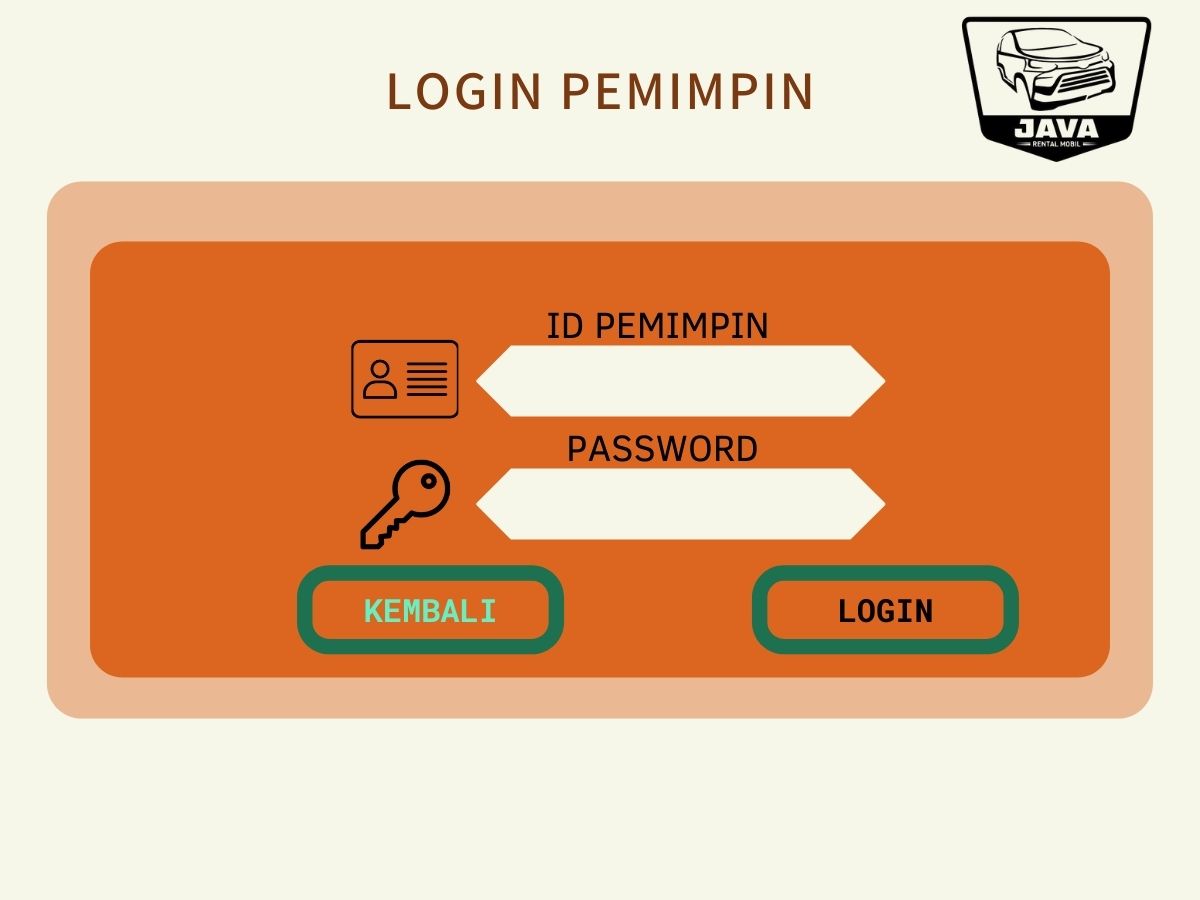 LOGIN PEMIMPIN
JAVA
RENTAL MOBIL
ID PEMIMPIN
PASSWORD
KEMBALI
LOGIN